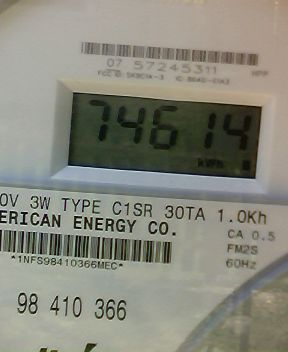 07 57245311
74614
kWh
0V 3W TYPE C1SR 30TA 1.0Kh
ERICAN ENERGY CO.
CA 0.5
FM2S
60Hz
*1NFS98410366MEC*
98 410 366